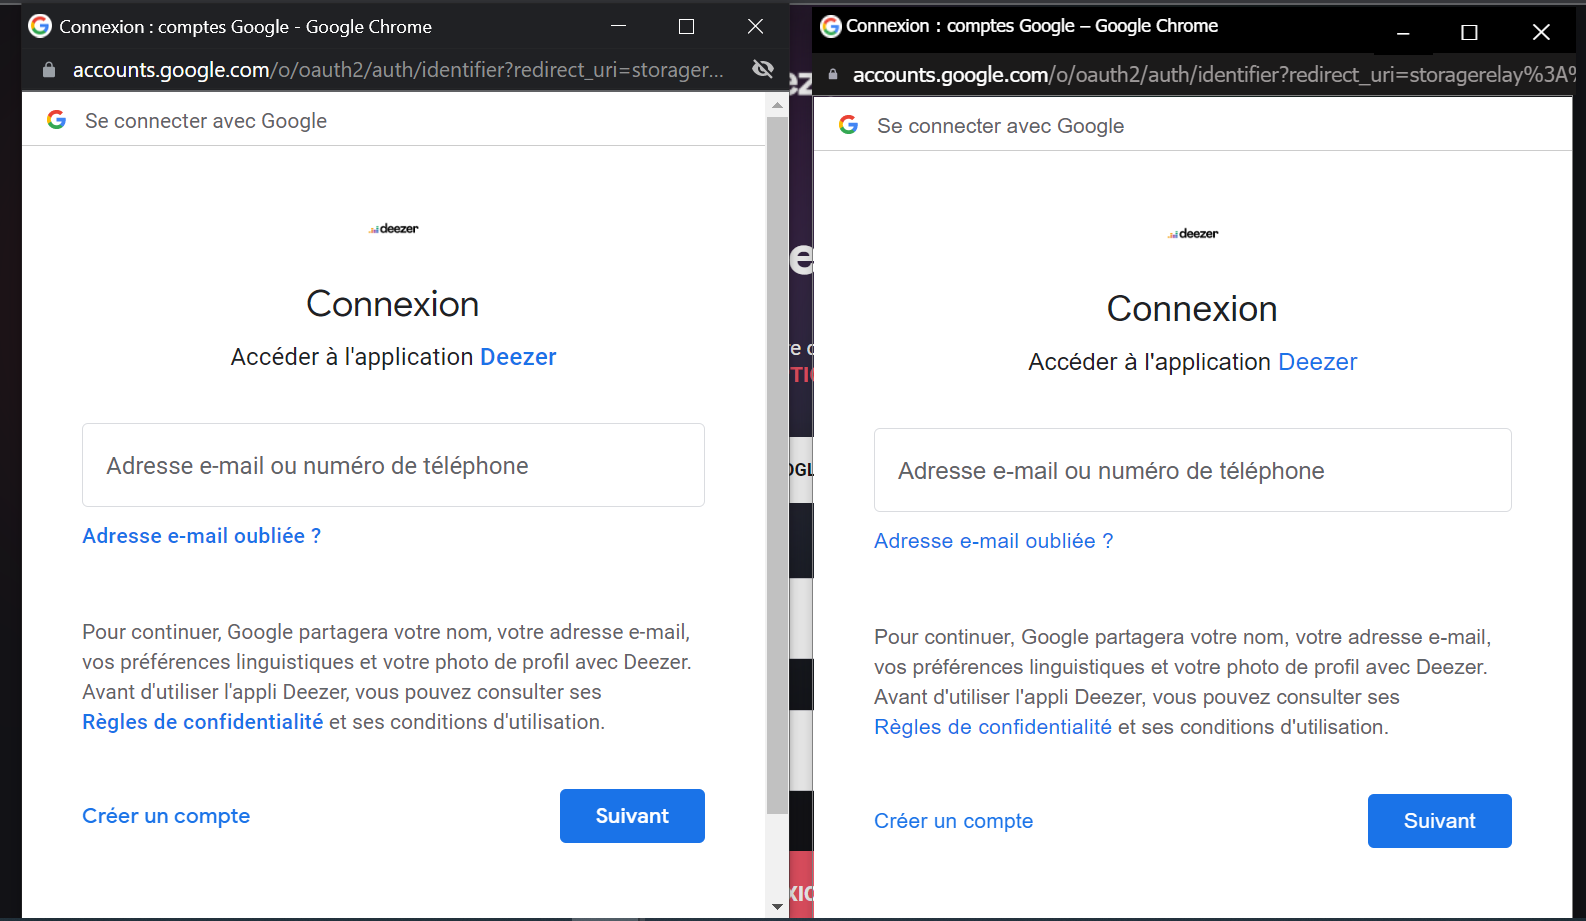 Connexion : comptes Google - Google Chrome
accounts.google.com/o/oauth2/auth/identifier?redirect_uri=storager...
Se connecter avec Google
deezer
Connexion
Accéder à l'application Deezer
Adresse e-mail ou numéro de téléphone
Adresse e-mail oubliée ?
Pour continuer, Google partagera votre nom, votre adresse e-mail,
vos préférences linguistiques et votre photo de profil avec Deezer.
Avant d'utiliser l'appli Deezer, vous pouvez consulter ses
Règles de confidentialité et ses conditions d'utilisation.
Créer un compte
Suivant
Connexion : comptes Google – Google Chrome
accounts.google.com/o/oauth2/auth/identifier?redirect_uri=storagerelay%3A%
Se connecter avec Google
deezer
Connexion
Accéder à l'application Deezer
Adresse e-mail ou numéro de téléphone
Adresse e-mail oubliée ?
Pour continuer, Google partagera votre nom, votre adresse e-mail,
vos préférences linguistiques et votre photo de profil avec Deezer.
Avant d'utiliser l'appli Deezer, vous pouvez consulter ses
Règles de confidentialité et ses conditions d'utilisation.
Créer un compte
Suivant